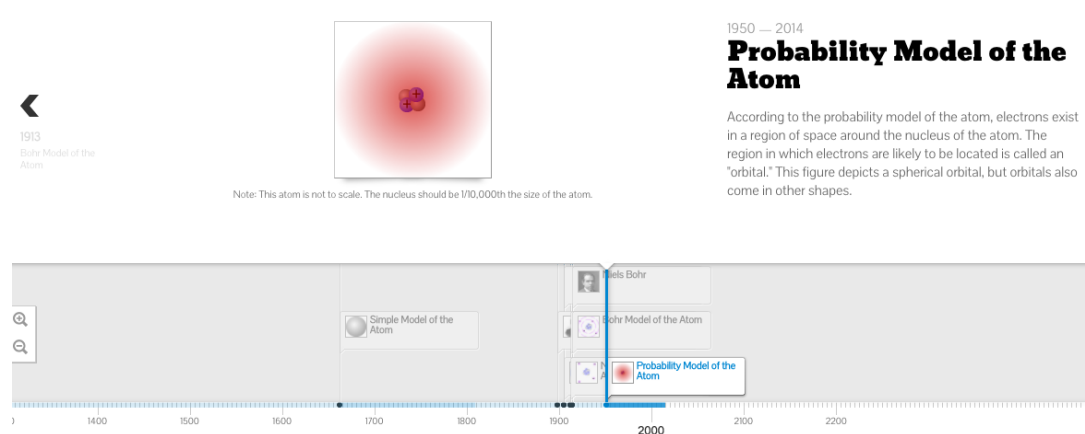 1950 — 2014
Probability Model of the
Atom
According to the probability model of the atom, electrons exist
in a region of space around the nucleus of the atom. The
region in which electrons are likely to be located is called an
"orbital." This figure depicts a spherical orbital, but orbitals also
come in other shapes.
1913
Bohr Model of the
Atom
+
+
Note: This atom is not to scale. The nucleus should be 1/10,000th the size of the atom.
Niels Bohr
Simple Model of the
Atom
Bohr Model of the Atom
Probability Model of the
Atom
1400
1500
1600
1700
1800
1900
2000
2100
2200